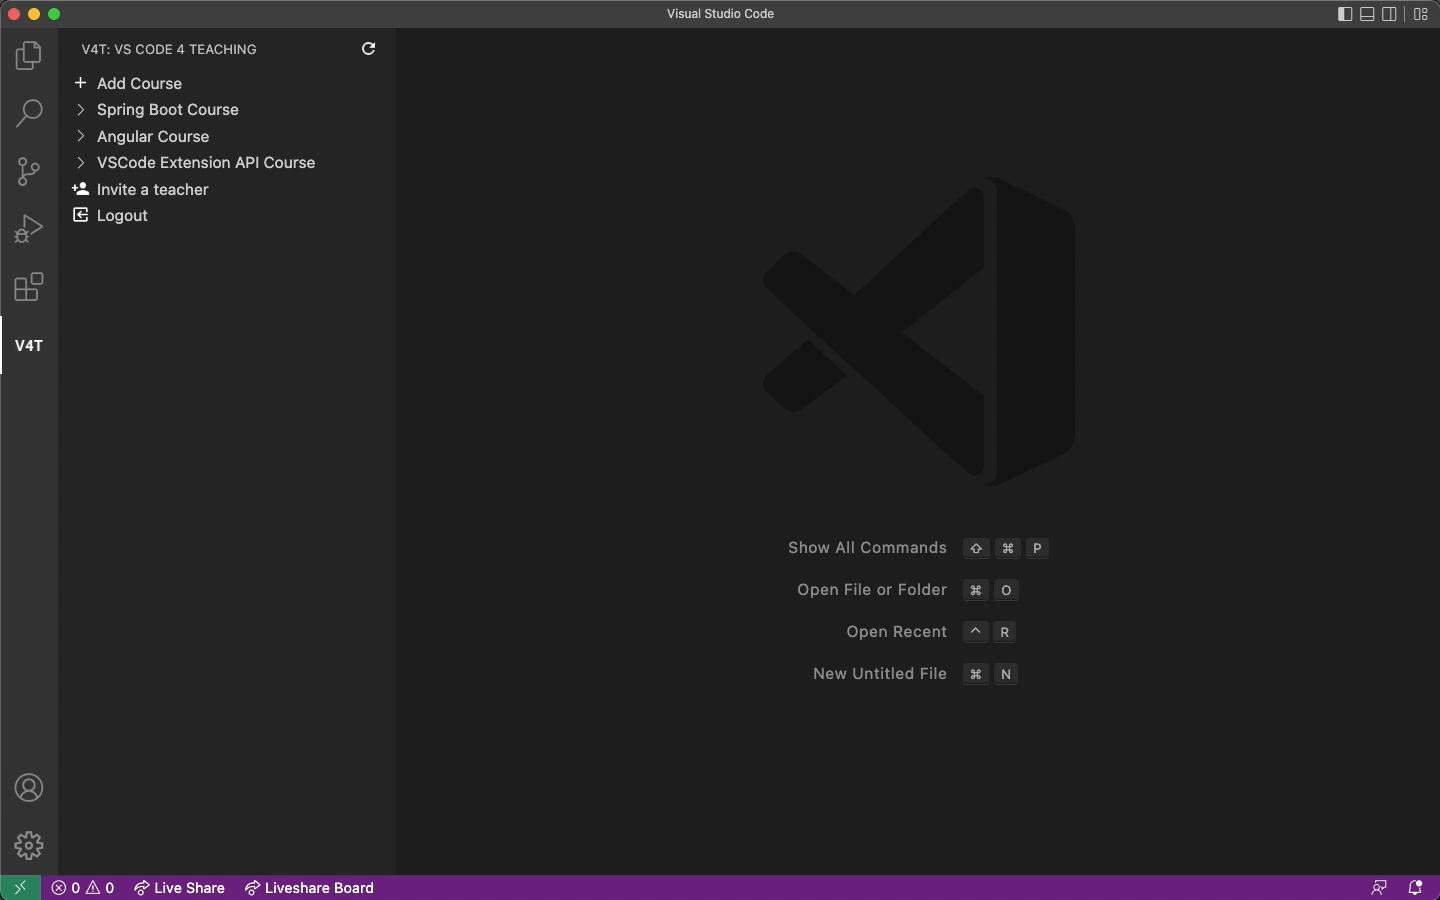 Visual Studio Code
V4T: VS CODE 4 TEACHING
Add Course
Spring Boot Course
Angular Course
VSCode Extension API Course
Invite a teacher
Logout
V4T
Show All Commands ⇧ ⌘ P
Open File or Folder ⌘ O
Open Recent ^ R
New Untitled File ⌘ N
0 0 Live Share Liveshare Board